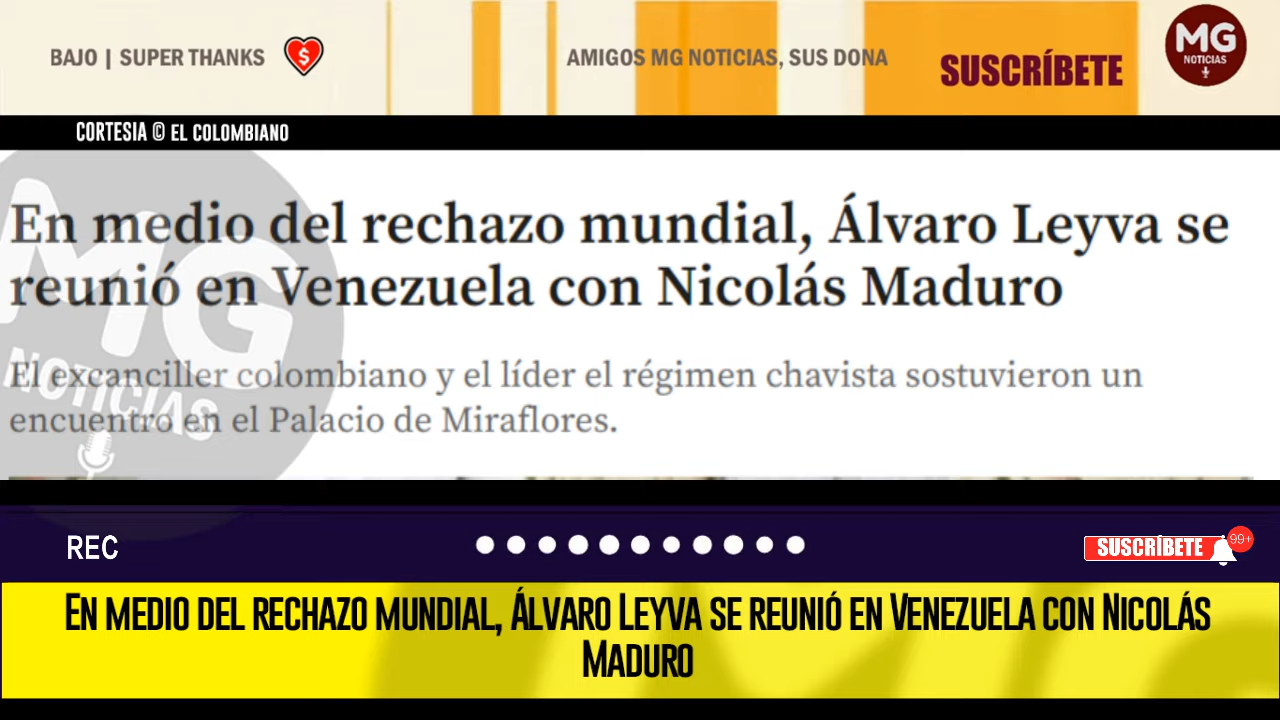 BAJO | SUPER THANKS
$
AMIGOS MG NOTICIAS, SUS DONA
SUSCRÍBETE
MG
NOTICIAS
CORTESIA © EL COLOMBIANO
En medio del rechazo mundial, Álvaro Leyva se
reunió en Venezuela con Nicolás Maduro
El excanciller colombiano y el líder el régimen chavista sostuvieron un
encuentro en el Palacio de Miraflores.
MG
NOTICIAS
REC
SUSCRÍBETE
99+
EN MEDIO DEL RECHAZO MUNDIAL, ÁLVARO LEYVA SE REUNIÓ EN VENEZUELA CON NICOLÁS
MADURO